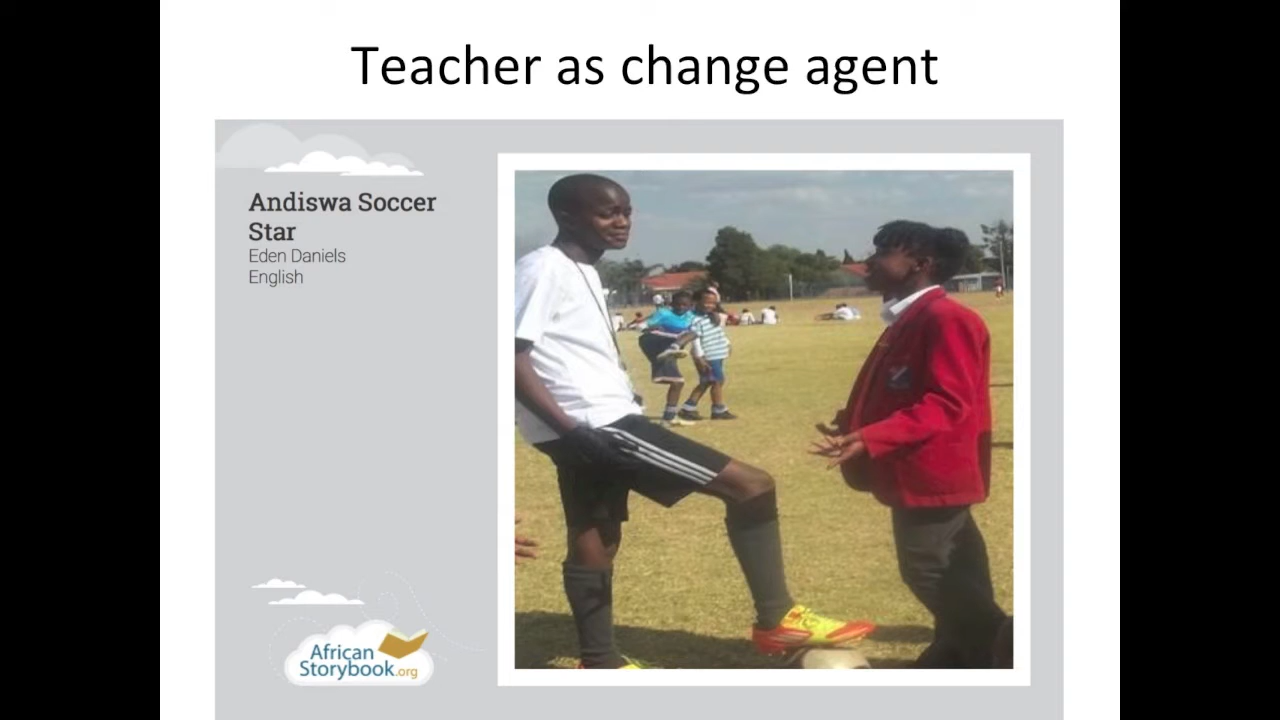 Teacher as change agent
Andiswa Soccer
Star
Eden Daniels
English
African
Storybook.org